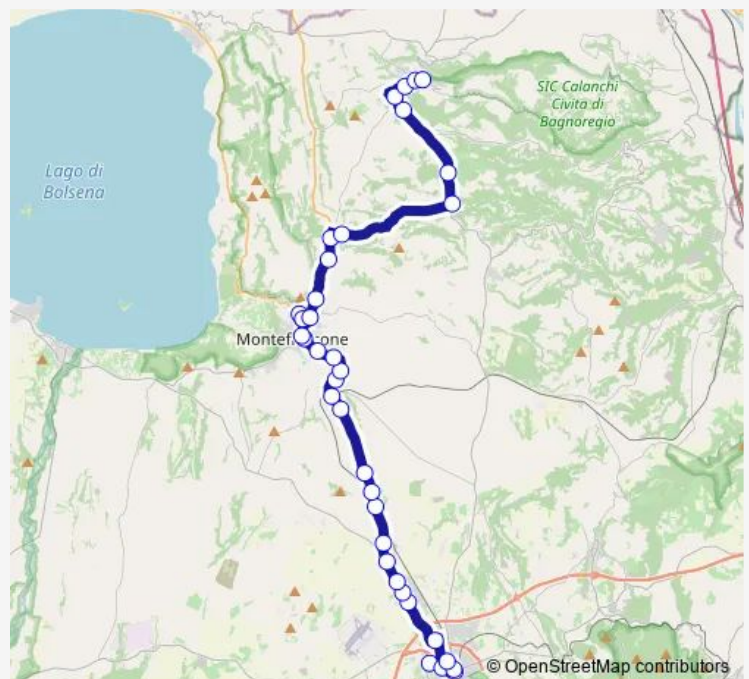 SIC Calanchi
Civita di
Bagnoregio
Lago di
Bolsena
© OpenStreetMap contributors